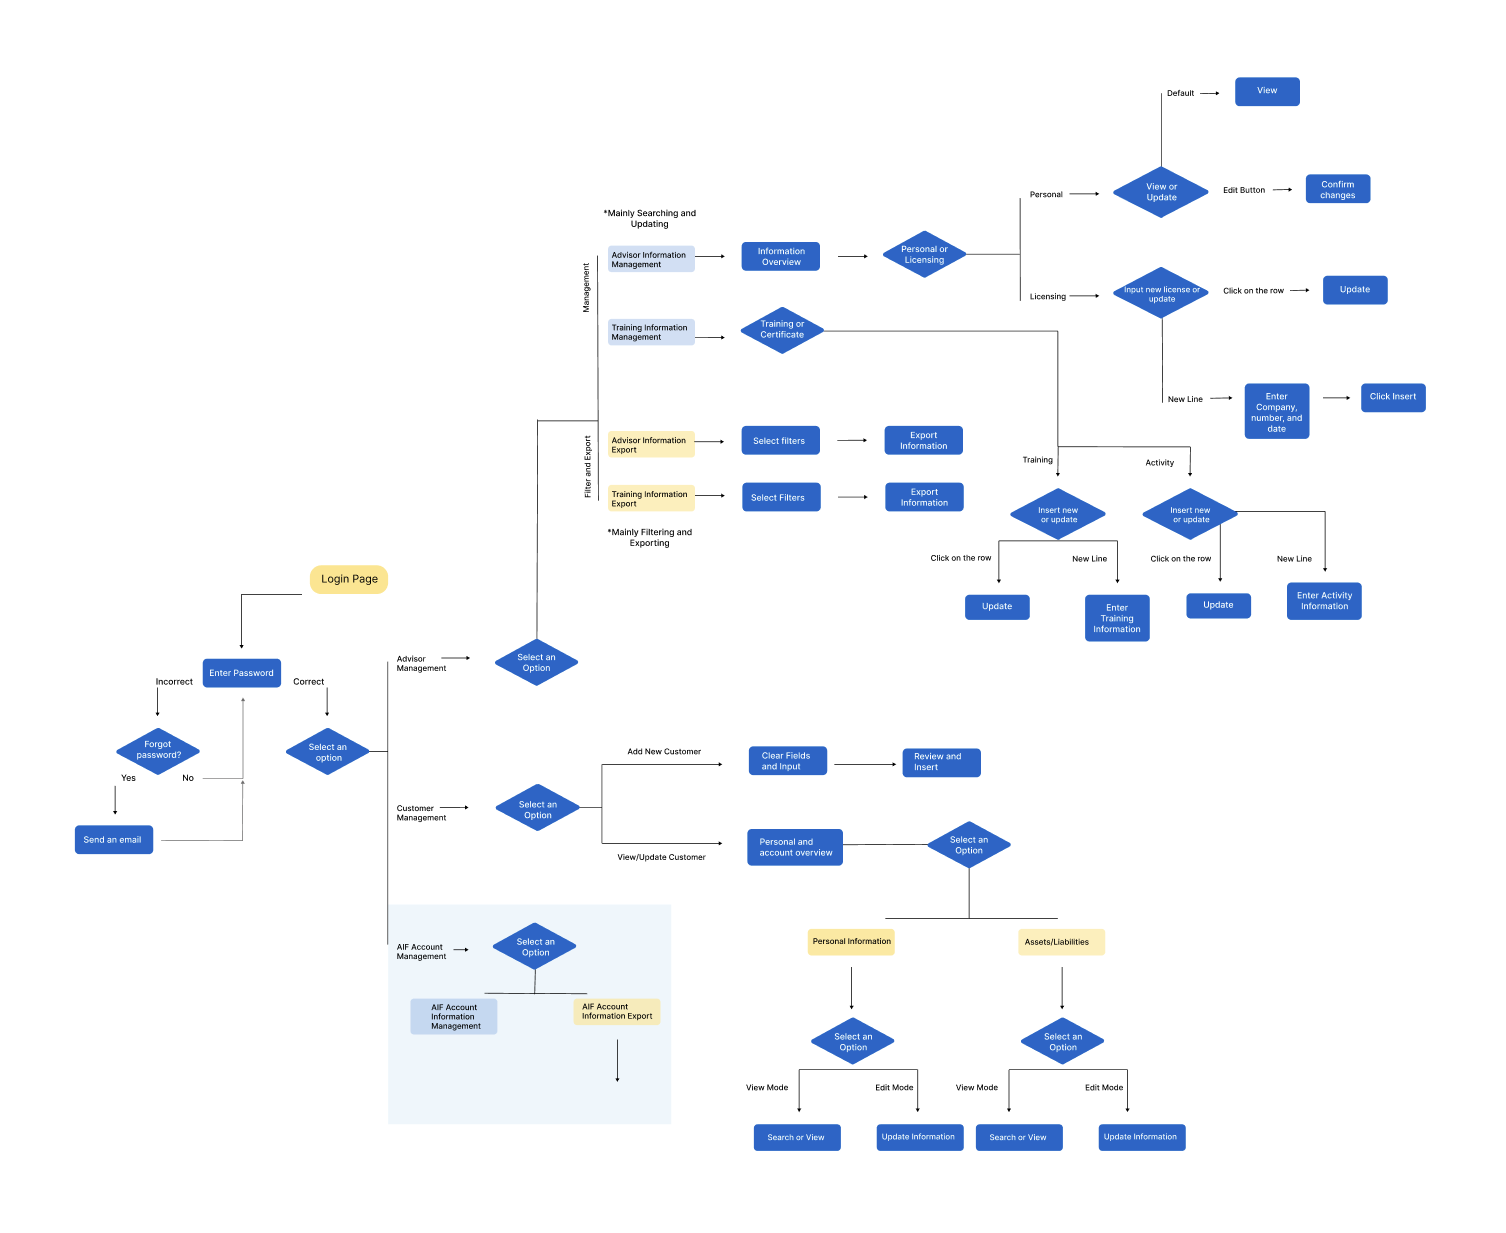 Default
View
Personal
View or
Update
Edit Button
Confirm
changes
*Mainly Searching and
Updating
Management
Advisor Information
Management
Information
Overview
Personal or
Licensing
Licensing
Input new license or
update
Click on the row
Update
Training Information
Management
Training or
Certificate
New Line
Enter
Company,
number, and
date
Click Insert
Filter and Export
Advisor Information
Export
Select filters
Export
Information
Training Information
Export
Select Filters
Export
Information
*Mainly Filtering and
Exporting
Training
Activity
Insert new
or update
Insert new
or update
Click on the row
New Line
Click on the row
New Line
Update
Enter
Training
Information
Update
Enter Activity
Information
Login Page
Enter Password
Incorrect
Correct
Forgot
password?
Select an
option
Yes
No
Send an email
Advisor
Management
Select an
Option
Customer
Management
Select an
Option
Add New Customer
Clear Fields
and Input
Review and
Insert
View/Update Customer
Personal and
account overview
Select an
Option
AIF Account
Management
Select an
Option
AIF Account
Information
Management
AIF Account
Information Export
Personal Information
Assets/Liabilities
Select an
Option
Select an
Option
View Mode
Edit Mode
View Mode
Edit Mode
Search or View
Update Information
Search or View
Update Information